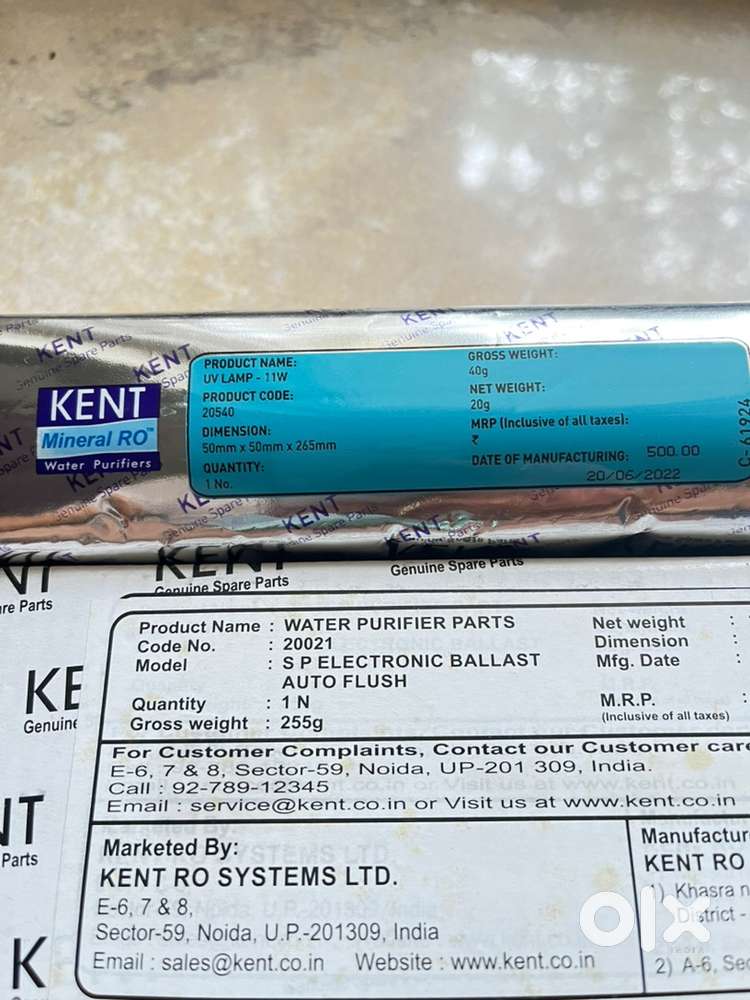 KENT
Mineral RO™
Water Purifiers
PRODUCT NAME:
UV LAMP - 11W
PRODUCT CODE:
20540
DIMENSION:
50mm x 50mm x 265mm
QUANTITY:
1 No.
GROSS WEIGHT:
40g
NET WEIGHT:
20g
MRP (Inclusive of all taxes):
₹ 500.00
DATE OF MANUFACTURING:
20/06/2022
C-61924
KENT
Genuine Spare Parts
KENT
Genuine Spare Parts
Product Name : WATER PURIFIER PARTS
Code No. : 20021
Model : S P ELECTRONIC BALLAST
AUTO FLUSH
Quantity : 1 N
Gross weight : 255g
Net weight :
Dimension :
Mfg. Date :
M.R.P. :
(Inclusive of all taxes)
For Customer Complaints, Contact our Customer care
E-6, 7 & 8, Sector-59, Noida, UP-201 309, India.
Call : 92-789-12345
Email : service@kent.co.in or Visit us at www.kent.co.in
Marketed By:
KENT RO SYSTEMS LTD.
E-6, 7 & 8,
Sector-59, Noida, U.P.-201309, India
Email : sales@kent.co.in Website : www.kent.co.in
Manufactur
KENT RO
1) Khasra n
District -
2) A-6, Sec
olx
INDIA